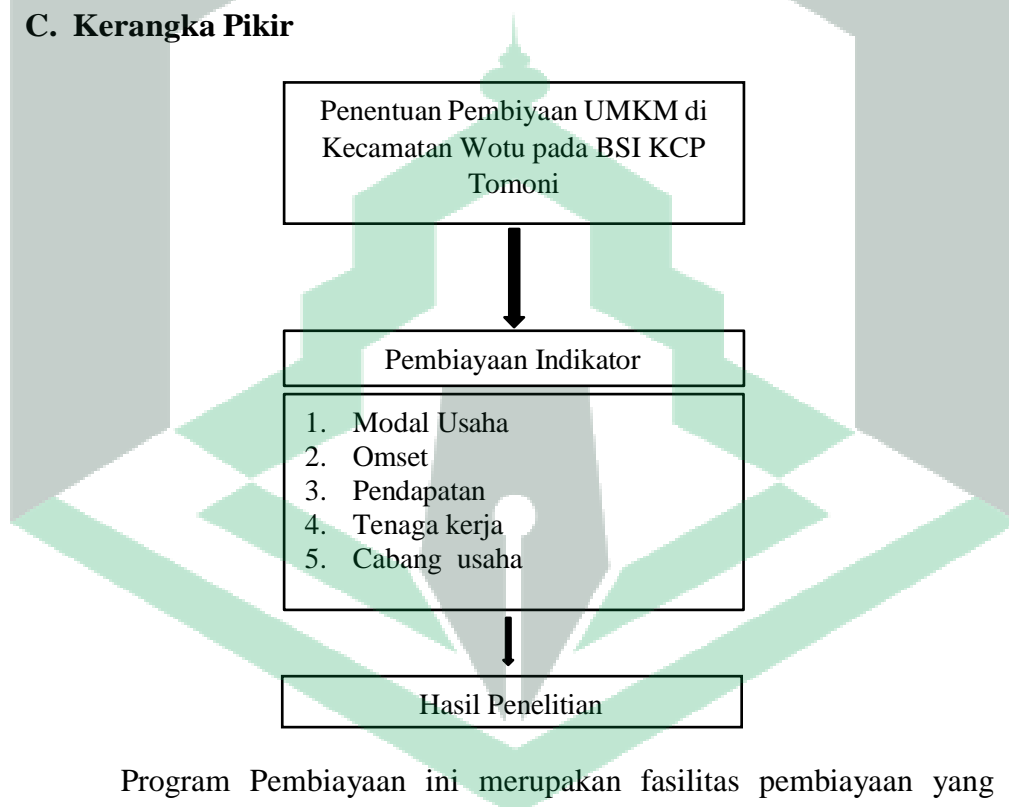 C. Kerangka Pikir
Penentuan Pembiyaan UMKM di
Kecamatan Wotu pada BSI KCP
Tomoni
Pembiayaan Indikator
1. Modal Usaha
2. Omset
3. Pendapatan
4. Tenaga kerja
5. Cabang usaha
Hasil Penelitian
Program Pembiayaan ini merupakan fasilitas pembiayaan yang